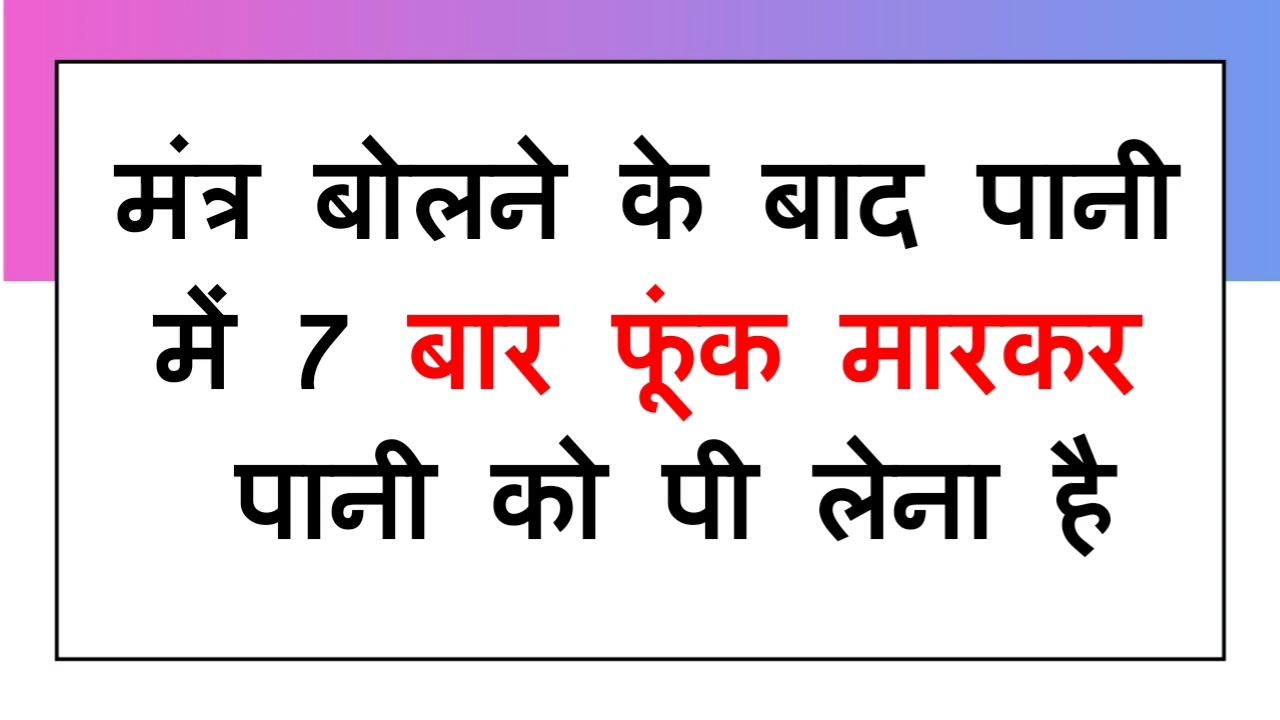 मंत्र बोलने के बाद पानी
में 7 बार फूंक मारकर
पानी को पी लेना है